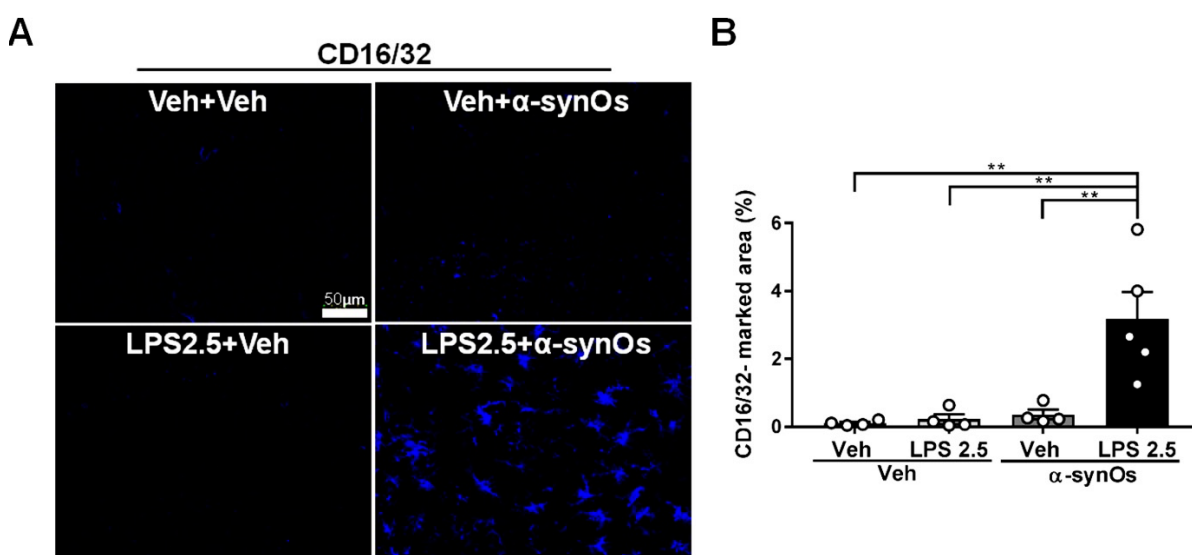 A
CD16/32
Veh+Veh
Veh+α-synOs
50µm
LPS2.5+Veh
LPS2.5+α-synOs
B
**
**
**
CD16/32- marked area (%)
6
4
2
0
Veh LPS 2.5 Veh LPS 2.5
Veh α-synOs